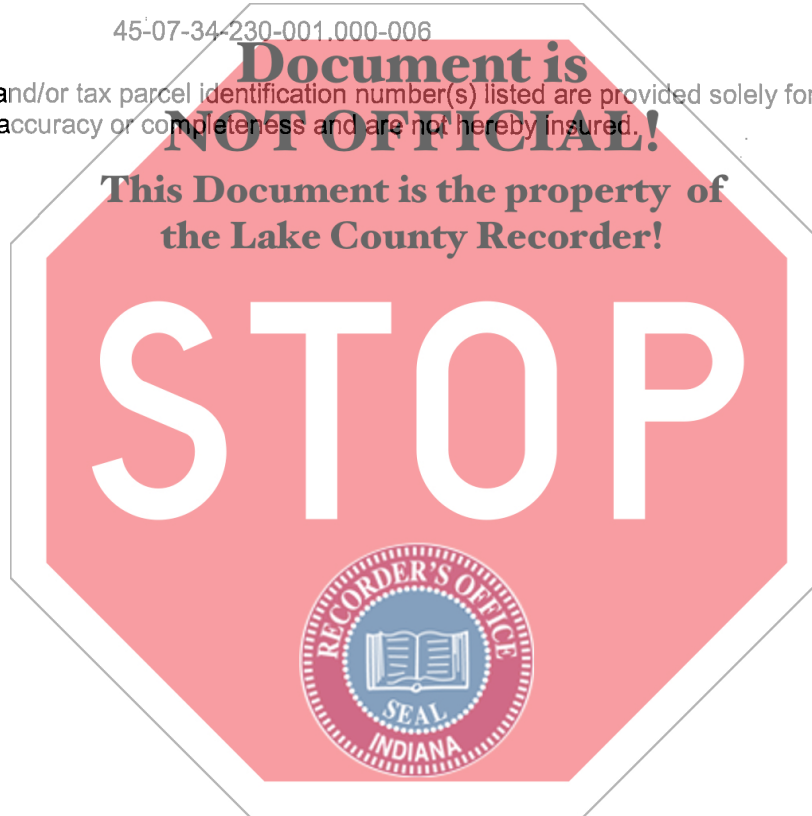 45-07-34-230-001.000-006
Document is
and/or tax parcel identification number(s) listed are provided solely for
NOT OFFICIAL!
accuracy or completeness and are not hereby insured.
This Document is the property of
the Lake County Recorder!
STOP
RECORDER'S OFFICE
SEAL
INDIANA